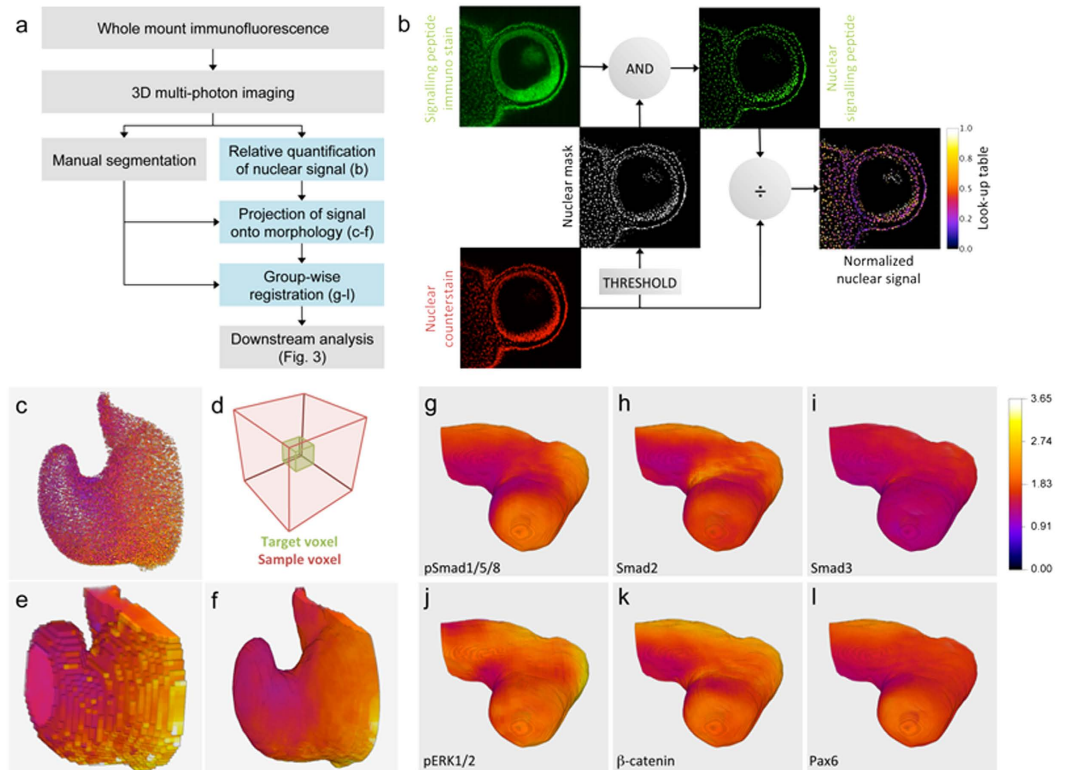 a
Whole mount immunofluorescence
3D multi-photon imaging
Manual segmentation
Relative quantification
of nuclear signal (b)
Projection of signal
onto morphology (c-f)
Group-wise
registration (g-l)
Downstream analysis
(Fig. 3)
b
Signalling peptide
immuno stain
AND
Nuclear
signalling peptide
Nuclear mask
÷
1.0
0.8
0.5
0.2
0.0
Look-up table
Normalized
nuclear signal
THRESHOLD
Nuclear
counterstain
c
d
Target voxel
Sample voxel
e
f
g
pSmad1/5/8
h
Smad2
i
Smad3
3.65
2.74
1.83
0.91
0.00
j
pERK1/2
k
β-catenin
l
Pax6